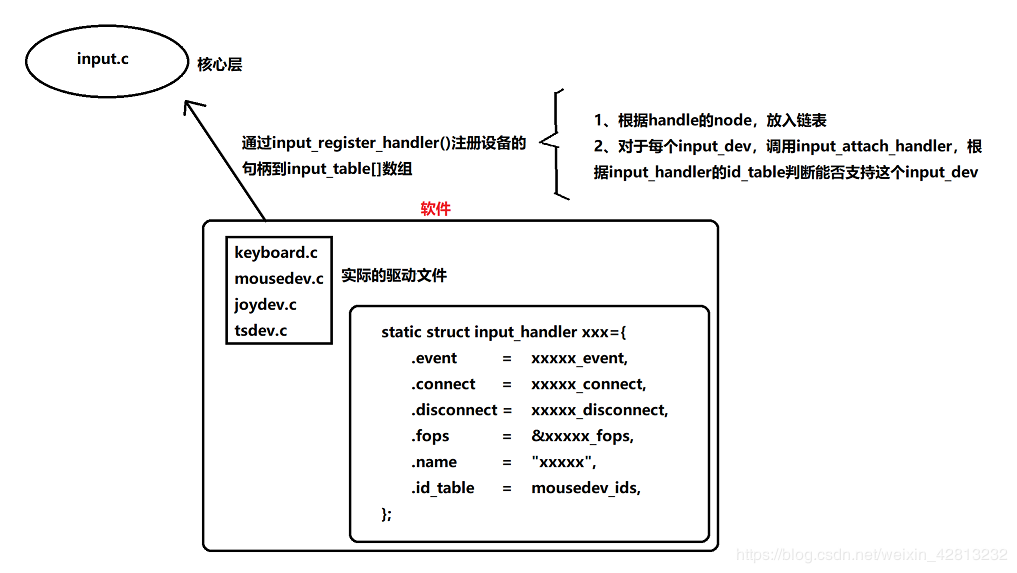 input.c
核心层
通过input_register_handler()注册设备的
句柄到input_table[]数组
1、根据handle的node，放入链表
2、对于每个input_dev，调用input_attach_handler，根
据input_handler的id_table判断能否支持这个input_dev
软件
keyboard.c
mousedev.c
joydev.c
tsdev.c
实际的驱动文件
static struct input_handler xxx={
.event = xxxxx_event,
.connect = xxxxx_connect,
.disconnect = xxxxx_disconnect,
.fops = &xxxxx_fops,
.name = "xxxxx",
.id_table = mousedev_ids,
};
https://blog.csdn.net/weixin_42813232